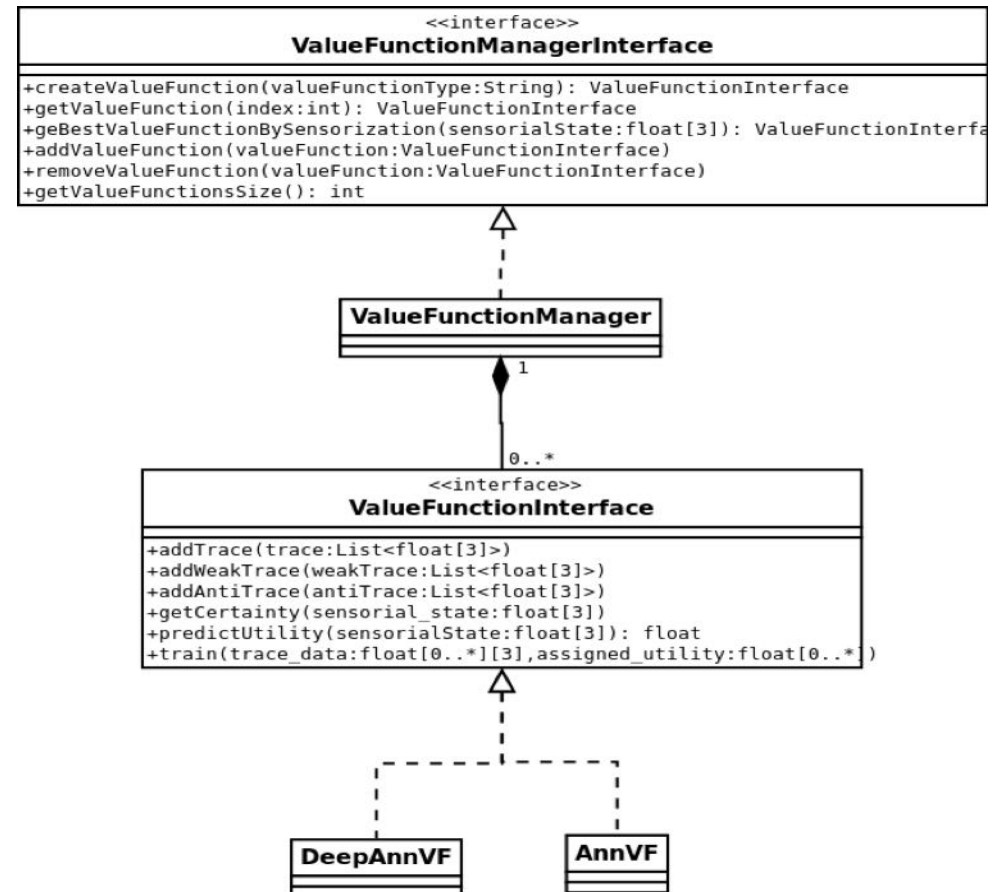 <<interface>>
ValueFunctionManagerInterface
+createValueFunction(valueFunctionType:String): ValueFunctionInterface
+getValueFunction(index:int): ValueFunctionInterface
+geBestValueFunctionBySensorization(sensorialState:float[3]): ValueFunctionInterfa
+addValueFunction(valueFunction:ValueFunctionInterface)
+removeValueFunction(valueFunction:ValueFunctionInterface)
+getValueFunctionsSize(): int
ValueFunctionManager
1
0..*
<<interface>>
ValueFunctionInterface
+addTrace(trace:List<float[3]>)
+addWeakTrace(weakTrace:List<float[3]>)
+addAntiTrace(antiTrace:List<float[3]>)
+getCertainty(sensorial_state:float[3])
+predictUtility(sensorialState:float[3]): float
+train(trace_data:float[0..*][3],assigned_utility:float[0..*])
DeepAnnVF
AnnVF